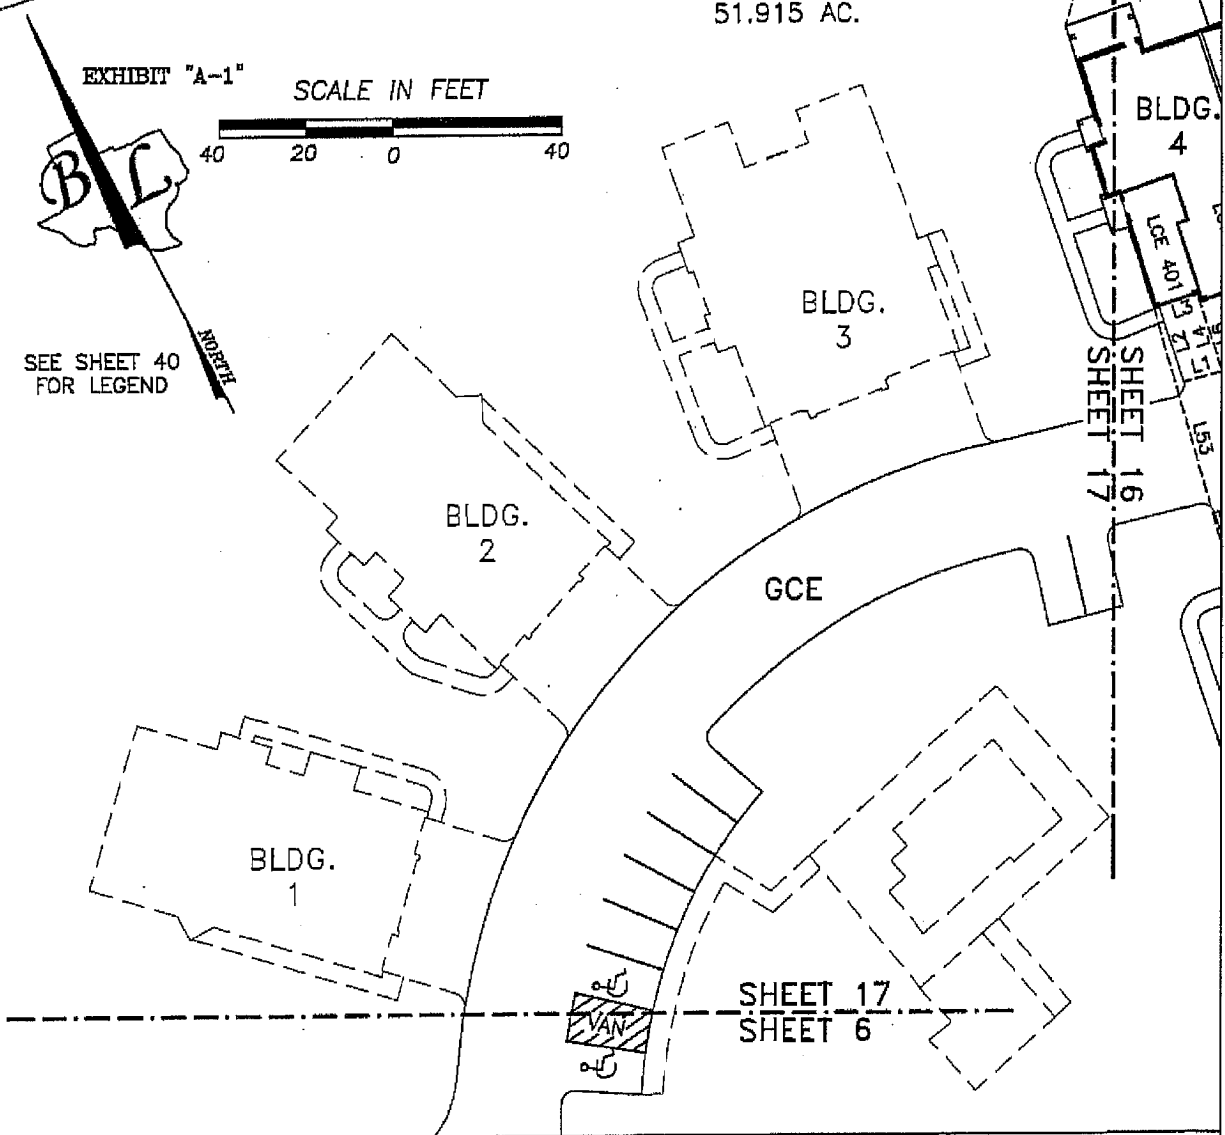 51.915 AC.
EXHIBIT "A-1"
SCALE IN FEET
40 20 0 40
B L
NORTH
SEE SHEET 40
FOR LEGEND
BLDG.
4
LCE 401
L3
L2
L4
L1
L53
BLDG.
3
SHEET 16
SHEET 17
BLDG.
2
GCE
BLDG.
1
SHEET 17
SHEET 6
VAN